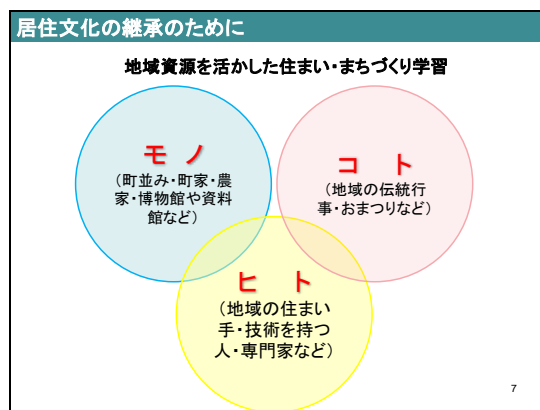 居住文化の継承のために
地域資源を活かした住まい・まちづくり学習
モノ
(町並み・町家・農
家・博物館や資料
館など)
コト
(地域の伝統行
事・おまつりなど)
ヒト
(地域の住まい
手・技術を持つ
人・専門家など)
7